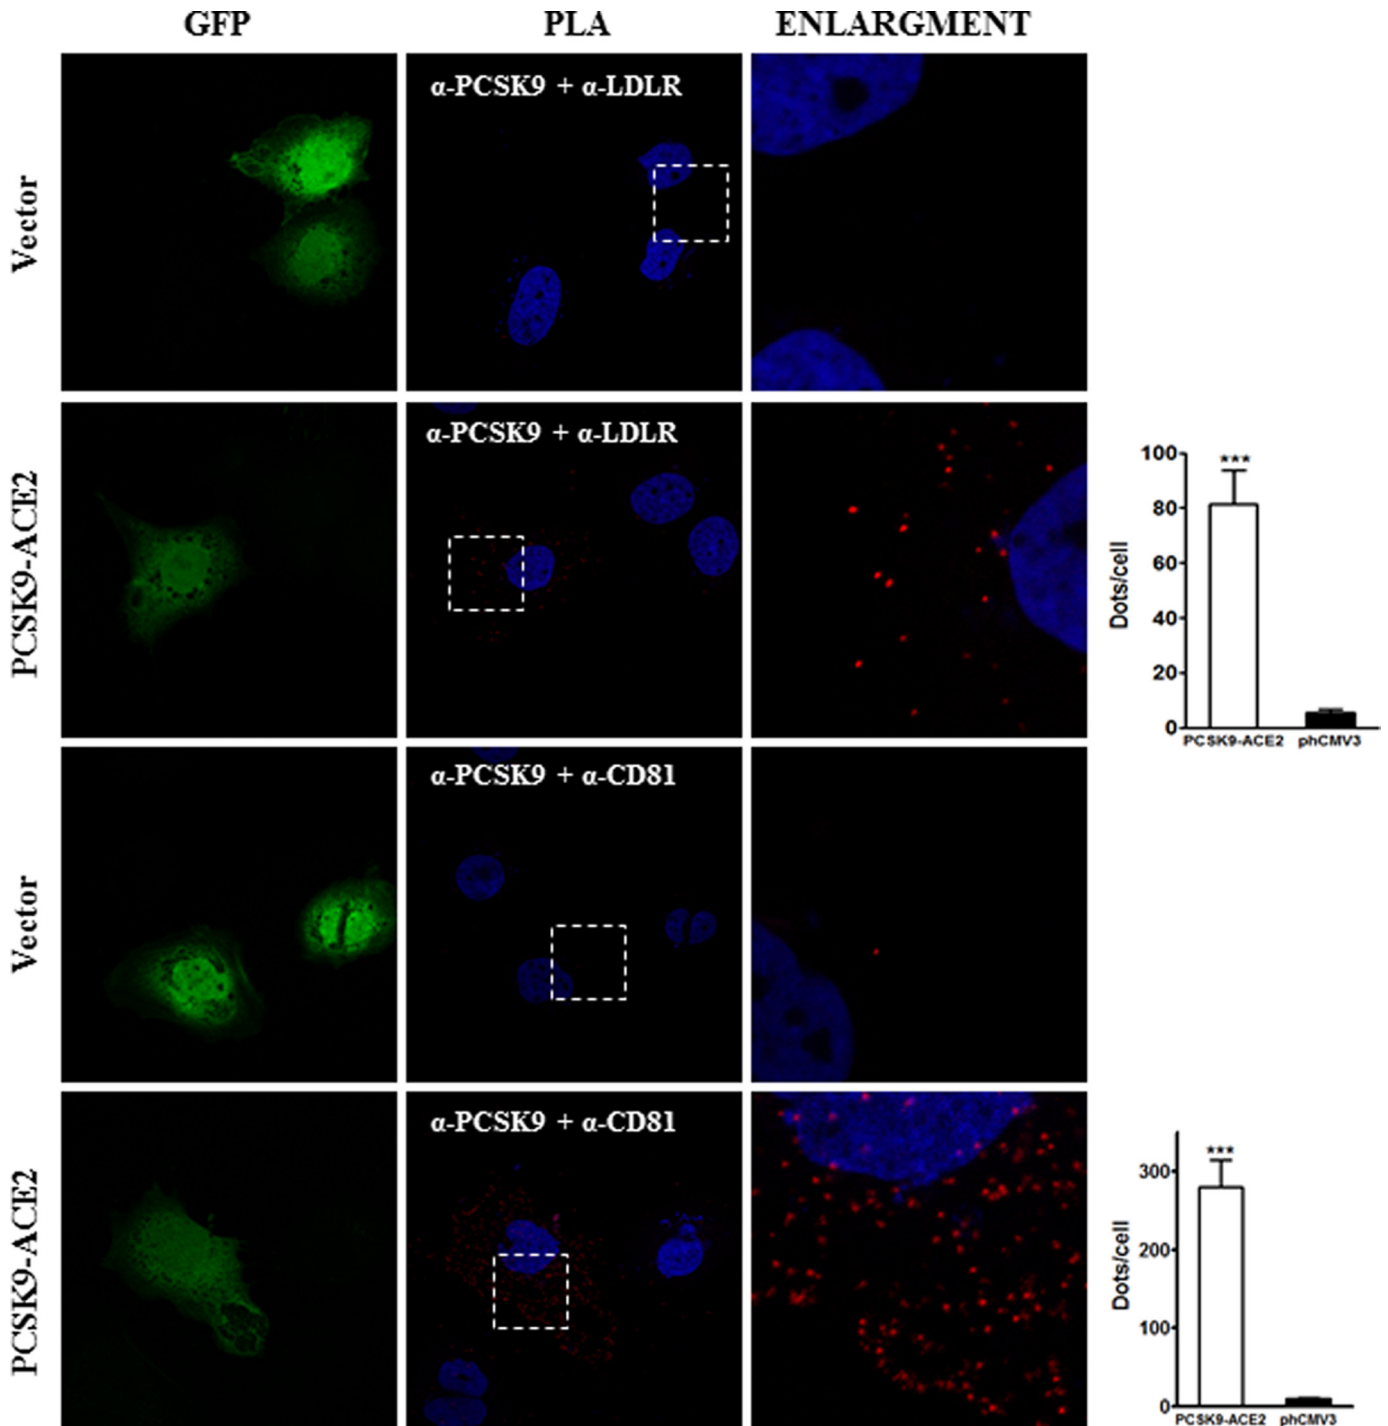 GFP PLA ENLARGMENT
Vector
α-PCSK9 + α-LDLR
PCSK9-ACE2
α-PCSK9 + α-LDLR
Dots/cell
100
80
60
40
20
0
***
PCSK9-ACE2 phCMV3
Vector
α-PCSK9 + α-CD81
PCSK9-ACE2
α-PCSK9 + α-CD81
Dots/cell
300
200
100
0
***
PCSK9-ACE2 phCMV3